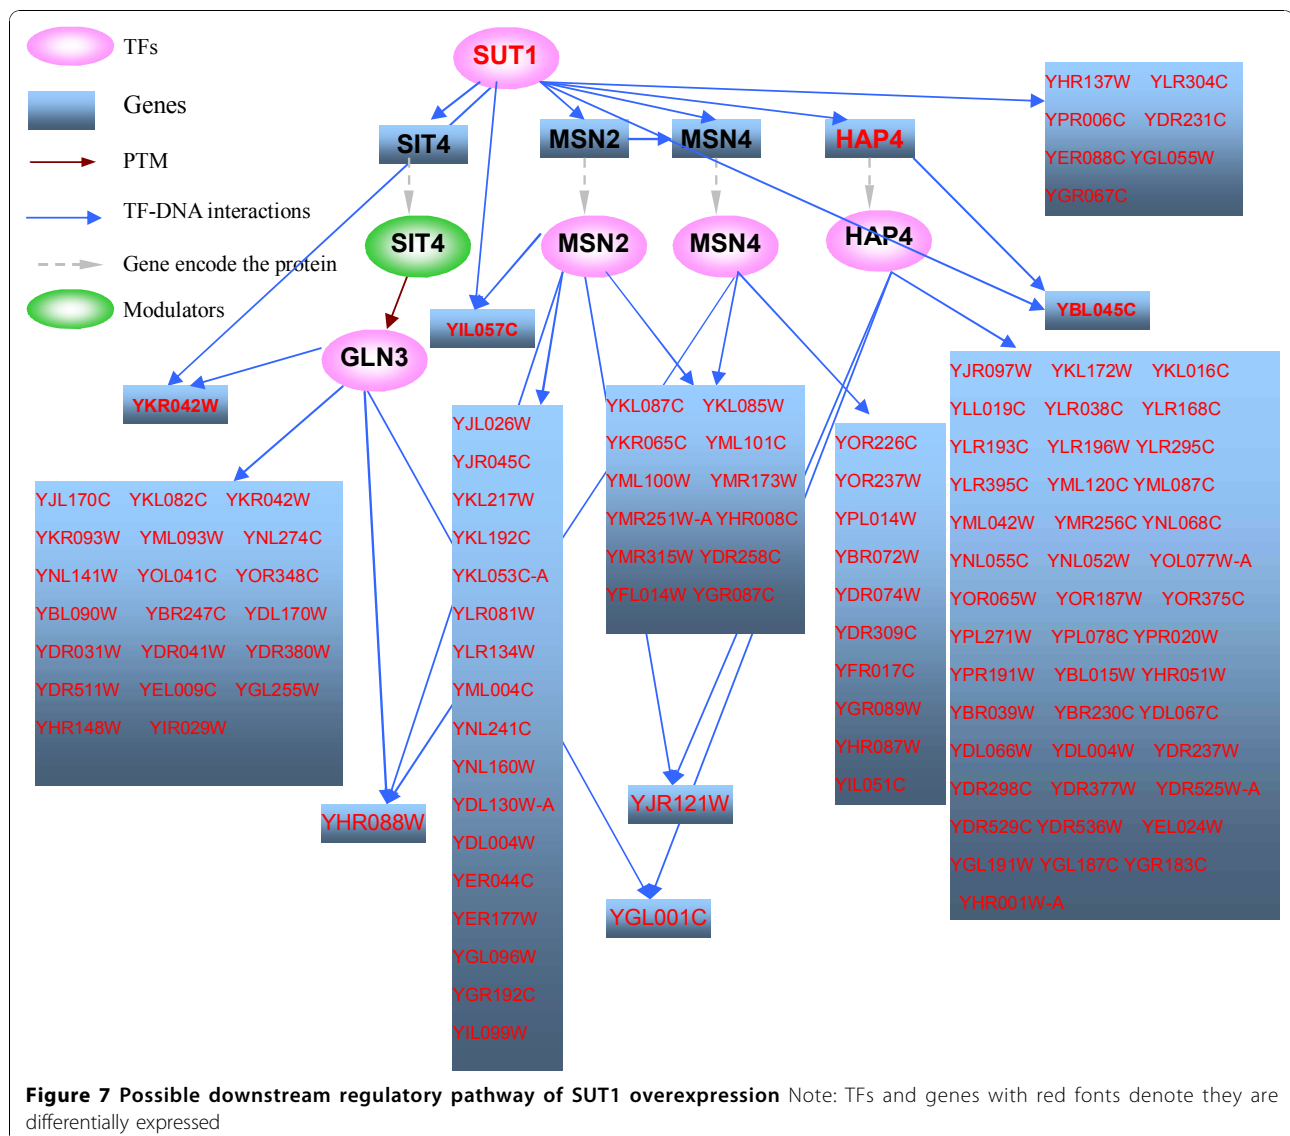 TFs
Genes
PTM
TF-DNA interactions
Gene encode the protein
Modulators
SUT1
SIT4
MSN2
MSN4
HAP4
SIT4
MSN2
MSN4
HAP4
GLN3
YHR137W YLR304C
YPR006C YDR231C
YER088C YGL055W
YGR067C
YBL045C
YIL057C
YKR042W
YJL170C YKL082C YKR042W
YKR093W YML093W YNL274C
YNL141W YOL041C YOR348C
YBL090W YBR247C YDL170W
YDR031W YDR041W YDR380W
YDR511W YEL009C YGL255W
YHR148W YIR029W
YHR088W
YJL026W
YJR045C
YKL217W
YKL192C
YKL053C-A
YLR081W
YLR134W
YML004C
YNL241C
YNL160W
YDL130W-A
YDL004W
YER044C
YER177W
YGL096W
YGR192C
YIL099W
YKL087C YKL085W
YKR065C YML101C
YML100W YMR173W
YMR251W-A YHR008C
YMR315W YDR258C
YFL014W YGR087C
YJR121W
YGL001C
YOR226C
YOR237W
YPL014W
YBR072W
YDR074W
YDR309C
YFR017C
YGR089W
YHR087W
YIL051C
YJR097W YKL172W YKL016C
YLL019C YLR038C YLR168C
YLR193C YLR196W YLR295C
YLR395C YML120C YML087C
YML042W YMR256C YNL068C
YNL055C YNL052W YOL077W-A
YOR065W YOR187W YOR375C
YPL271W YPL078C YPR020W
YPR191W YBL015W YHR051W
YBR039W YBR230C YDL067C
YDL066W YDL004W YDR237W
YDR298C YDR377W YDR525W-A
YDR529C YDR536W YEL024W
YGL191W YGL187C YGR183C
YHR001W-A
Figure 7 Possible downstream regulatory pathway of SUT1 overexpression Note: TFs and genes with red fonts denote they are
differentially expressed